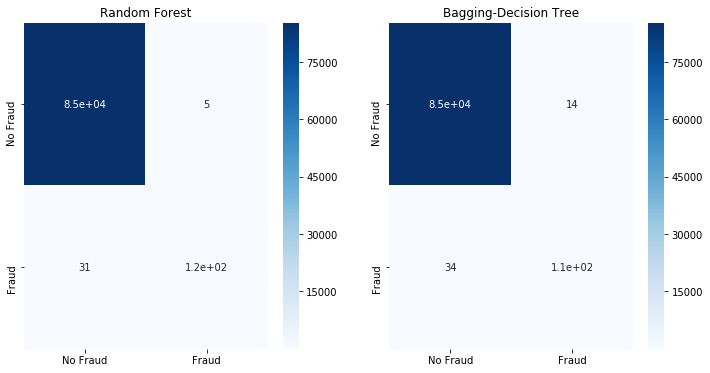 Random Forest
No Fraud
Fraud
8.5e+04
5
31
1.2e+02
No Fraud
Fraud
75000
60000
45000
30000
15000
Bagging-Decision Tree
No Fraud
Fraud
8.5e+04
14
34
1.1e+02
No Fraud
Fraud
75000
60000
45000
30000
15000